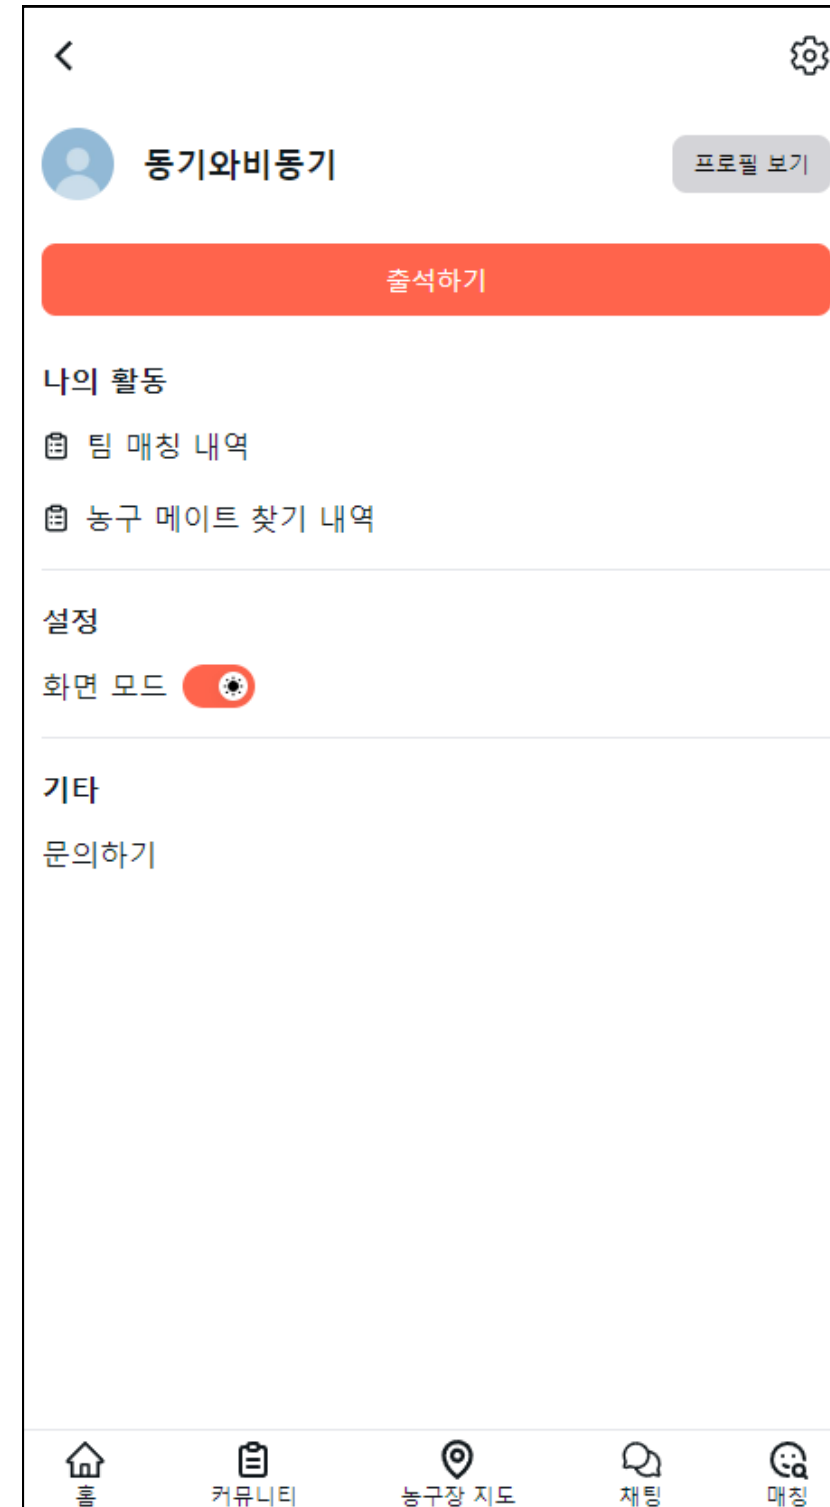 동기와비동기
프로필 보기
출석하기
나의 활동
팀 매칭 내역
농구 메이트 찾기 내역
설정
화면 모드
기타
문의하기
홈
커뮤니티
농구장 지도
채팅
매칭